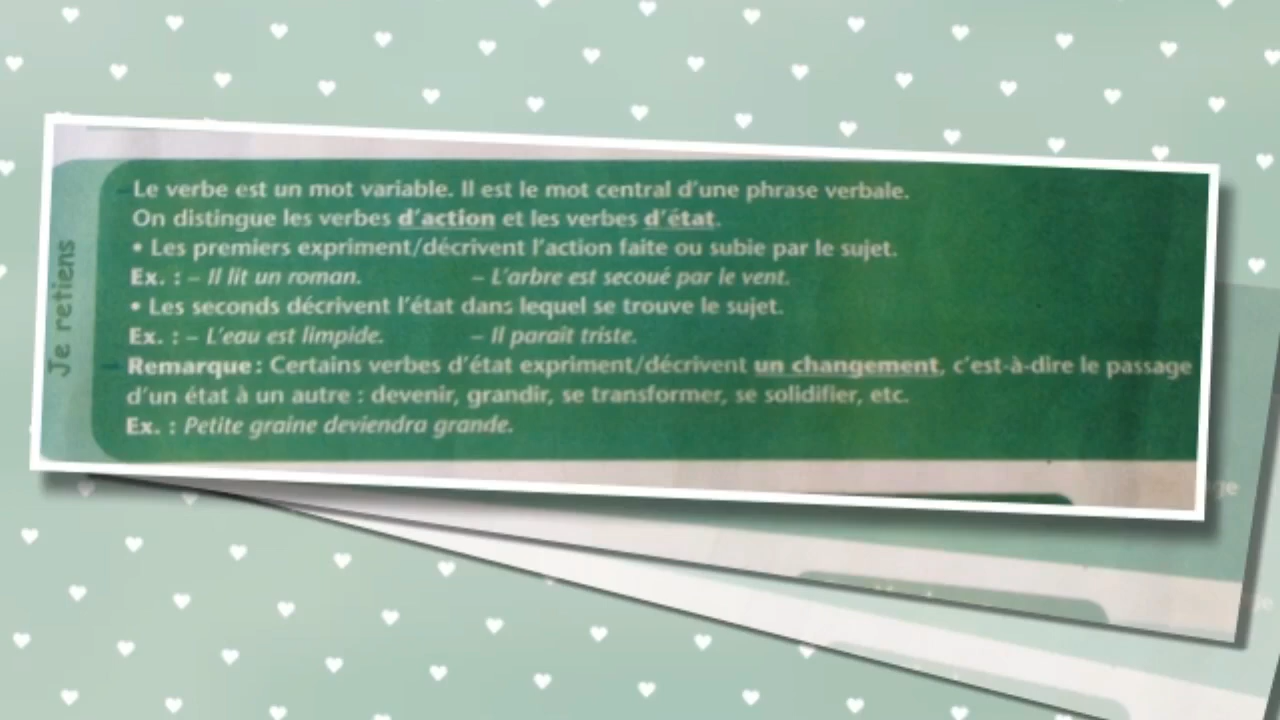 Je retiens
Le verbe est un mot variable. Il est le mot central d'une phrase verbale.
On distingue les verbes d'action et les verbes d'état.
• Les premiers expriment/décrivent l'action faite ou subie par le sujet.
Ex. : – Il lit un roman. – L'arbre est secoué par le vent.
• Les seconds décrivent l'état dans lequel se trouve le sujet.
Ex. : – L'eau est limpide. – Il paraît triste.
Remarque : Certains verbes d'état expriment/décrivent un changement, c'est-à-dire le passage
d'un état à un autre : devenir, grandir, se transformer, se solidifier, etc.
Ex. : Petite graine deviendra grande.